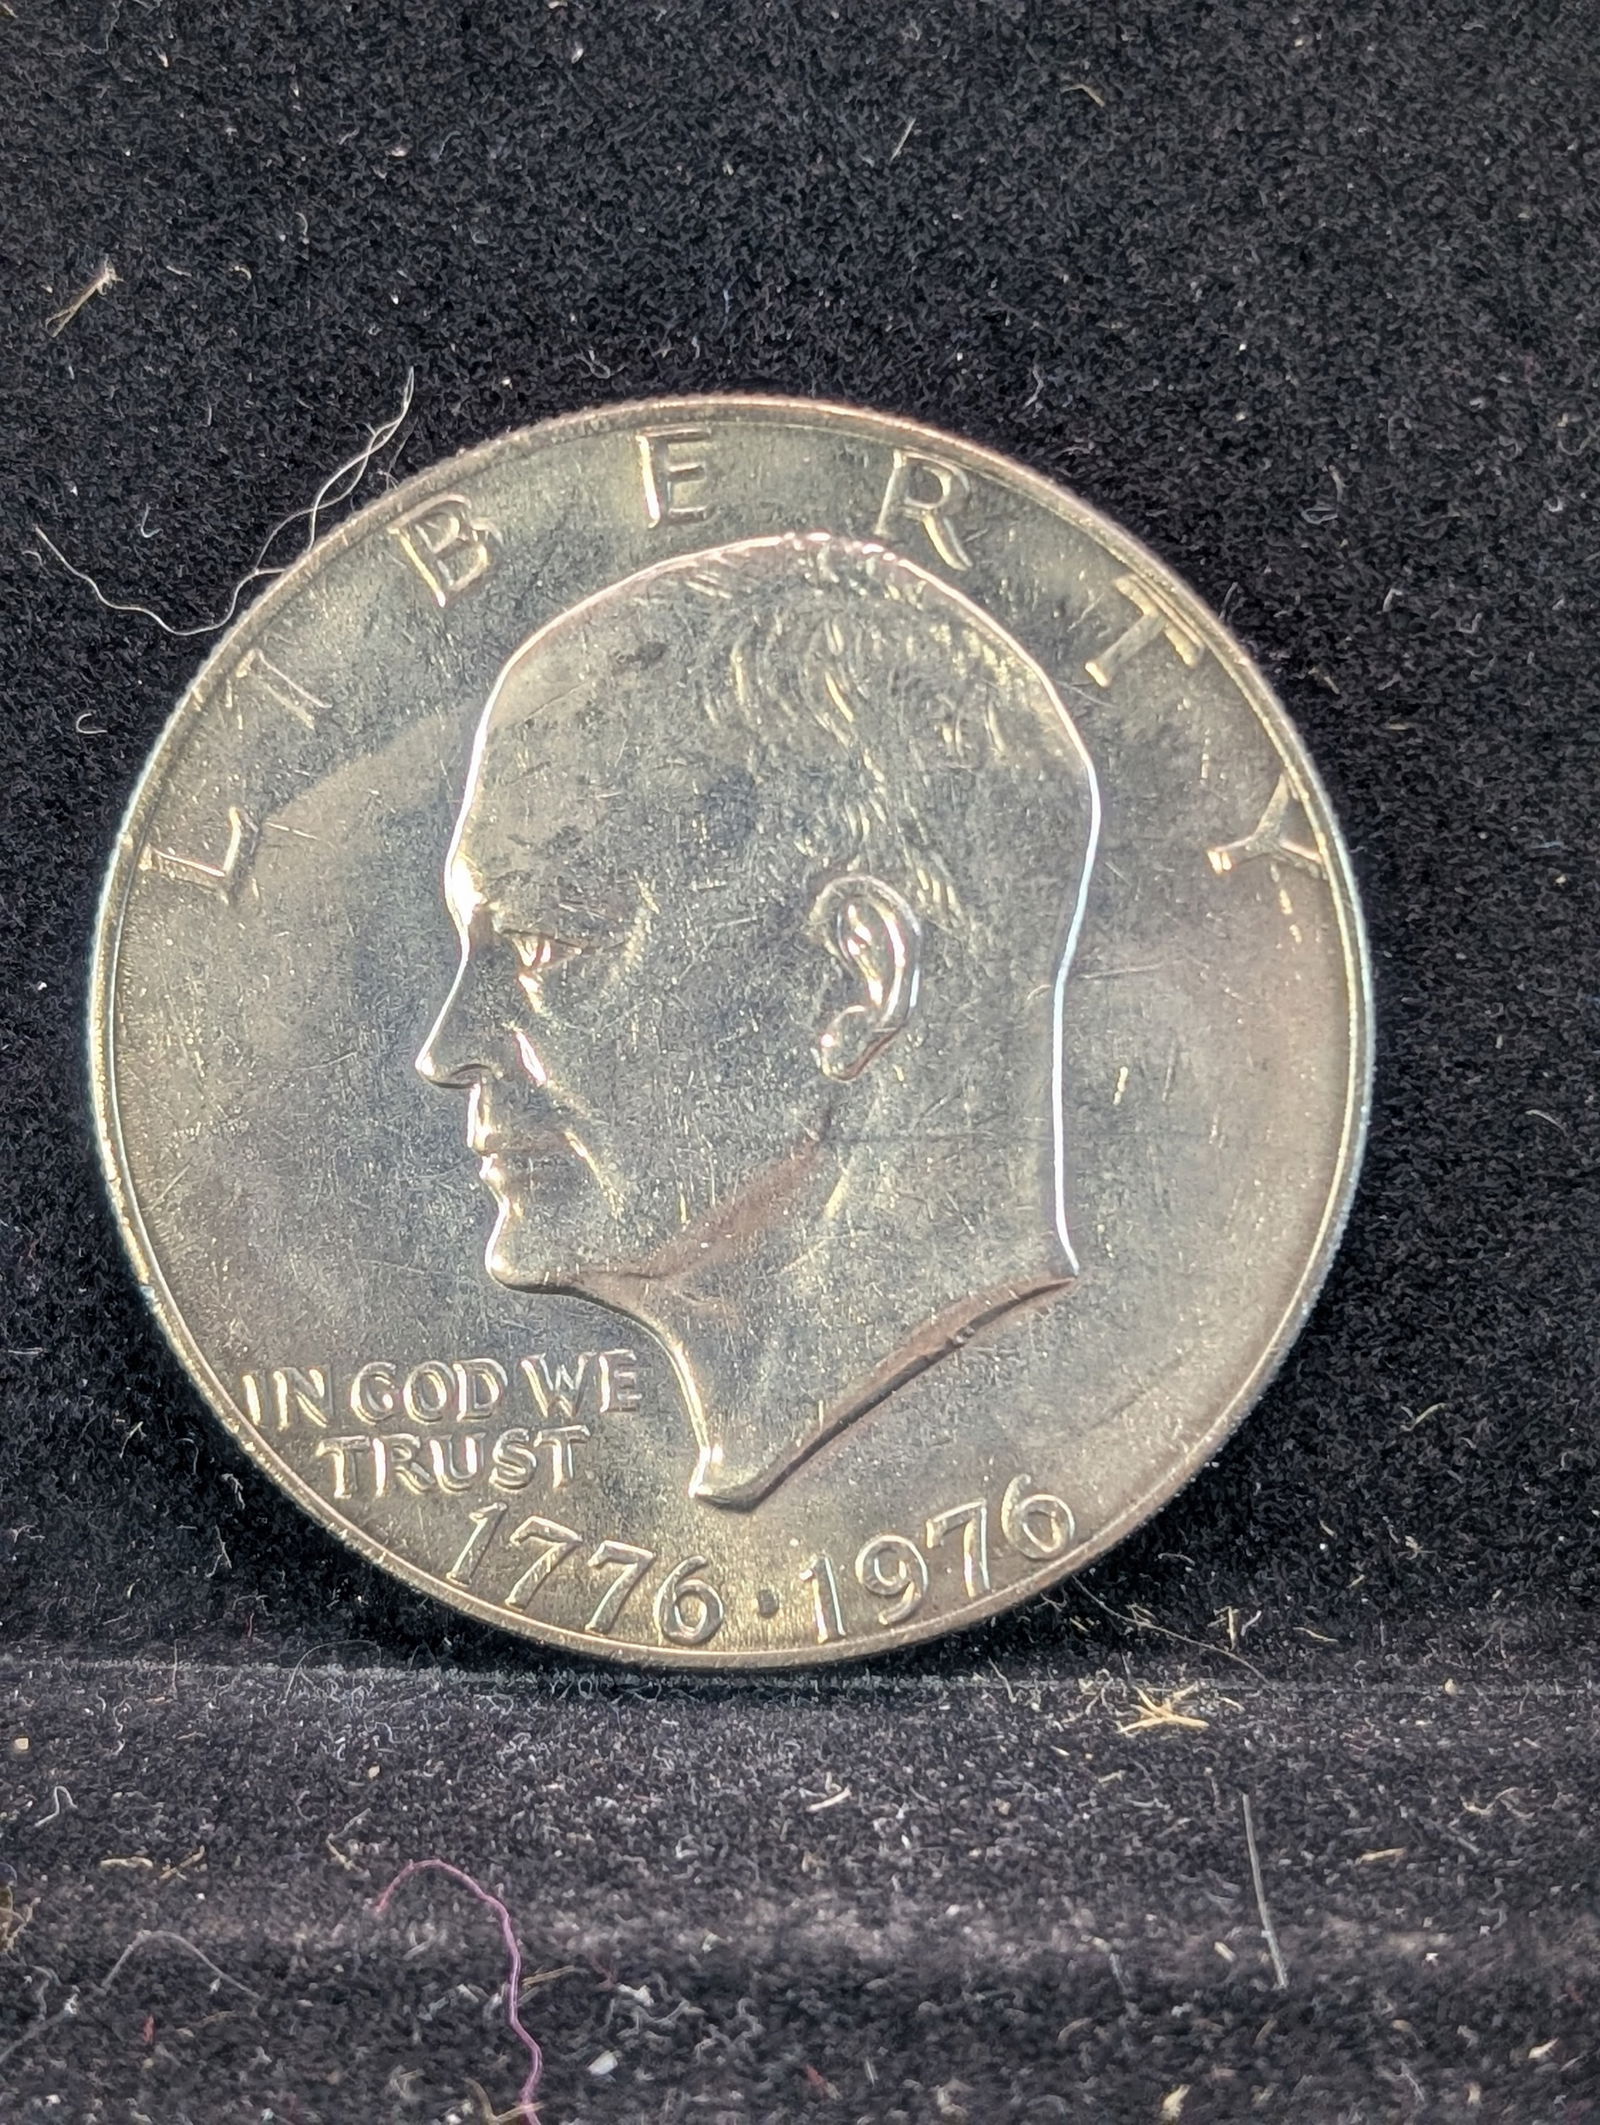 LIBERTY
IN GOD WE
TRUST
1776·1976